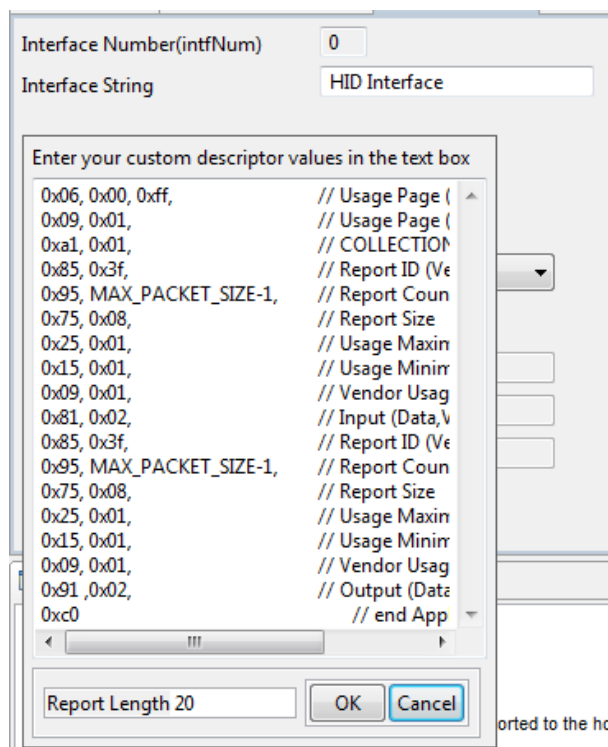 Interface Number(intfNum) 0
Interface String HID Interface
Enter your custom descriptor values in the text box
0x06, 0x00, 0xff, // Usage Page (
0x09, 0x01, // Usage Page (
0xa1, 0x01, // COLLECTION
0x85, 0x3f, // Report ID (Ve
0x95, MAX_PACKET_SIZE-1, // Report Coun
0x75, 0x08, // Report Size
0x25, 0x01, // Usage Maxim
0x15, 0x01, // Usage Minim
0x09, 0x01, // Vendor Usag
0x81, 0x02, // Input (Data,V
0x85, 0x3f, // Report ID (Ve
0x95, MAX_PACKET_SIZE-1, // Report Coun
0x75, 0x08, // Report Size
0x25, 0x01, // Usage Maxim
0x15, 0x01, // Usage Minim
0x09, 0x01, // Vendor Usag
0x91 ,0x02, // Output (Data
0xc0 // end Appl
Report Length 20 OK Cancel
orted to the ho